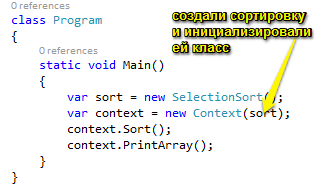 0 references
class Program
{
0 references
static void Main()
{
var sort = new SelectionSort();
var context = new Context(sort);
context.Sort();
context.PrintArray();
}
}
создали сортировку
и инициализировали
ей класс